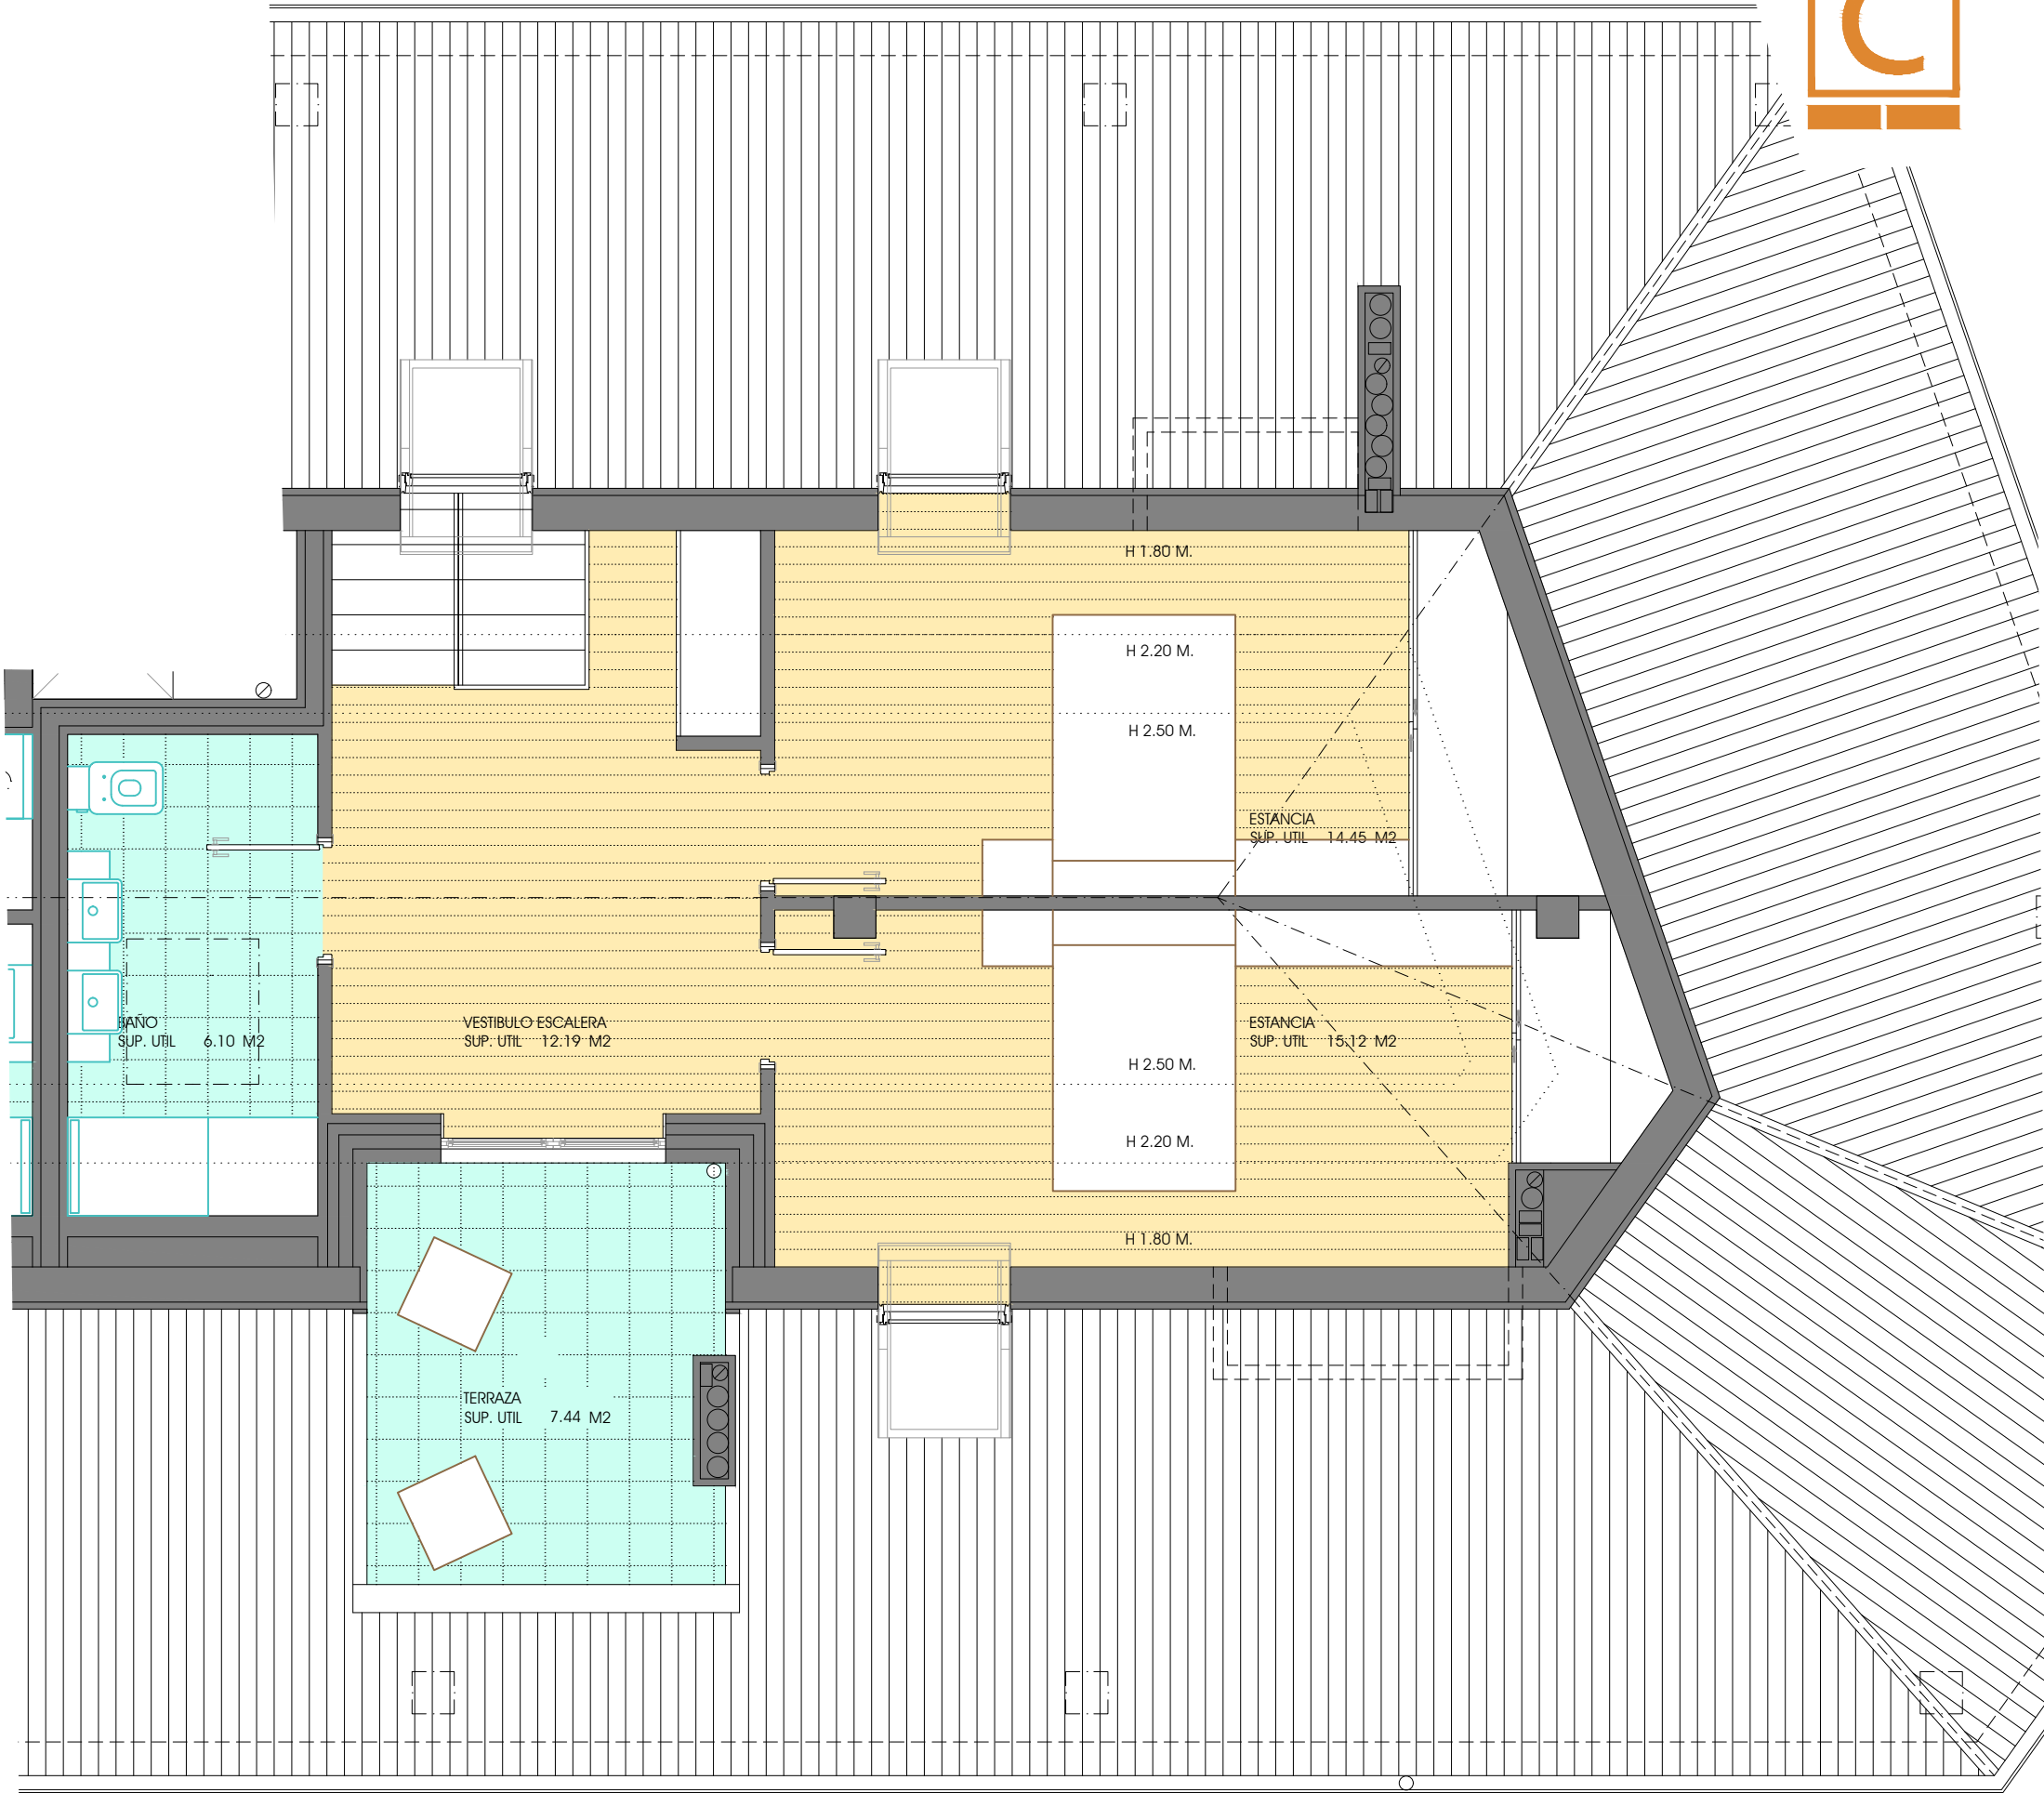 C
H 1.80 M.
H 2.20 M.
H 2.50 M.
ESTANCIA
SUP. UTIL 14.45 M2
BAÑO
SUP. UTIL 6.10 M2
VESTIBULO ESCALERA
SUP. UTIL 12.19 M2
ESTANCIA
SUP. UTIL 15.12 M2
H 2.50 M.
H 2.20 M.
H 1.80 M.
TERRAZA
SUP. UTIL 7.44 M2